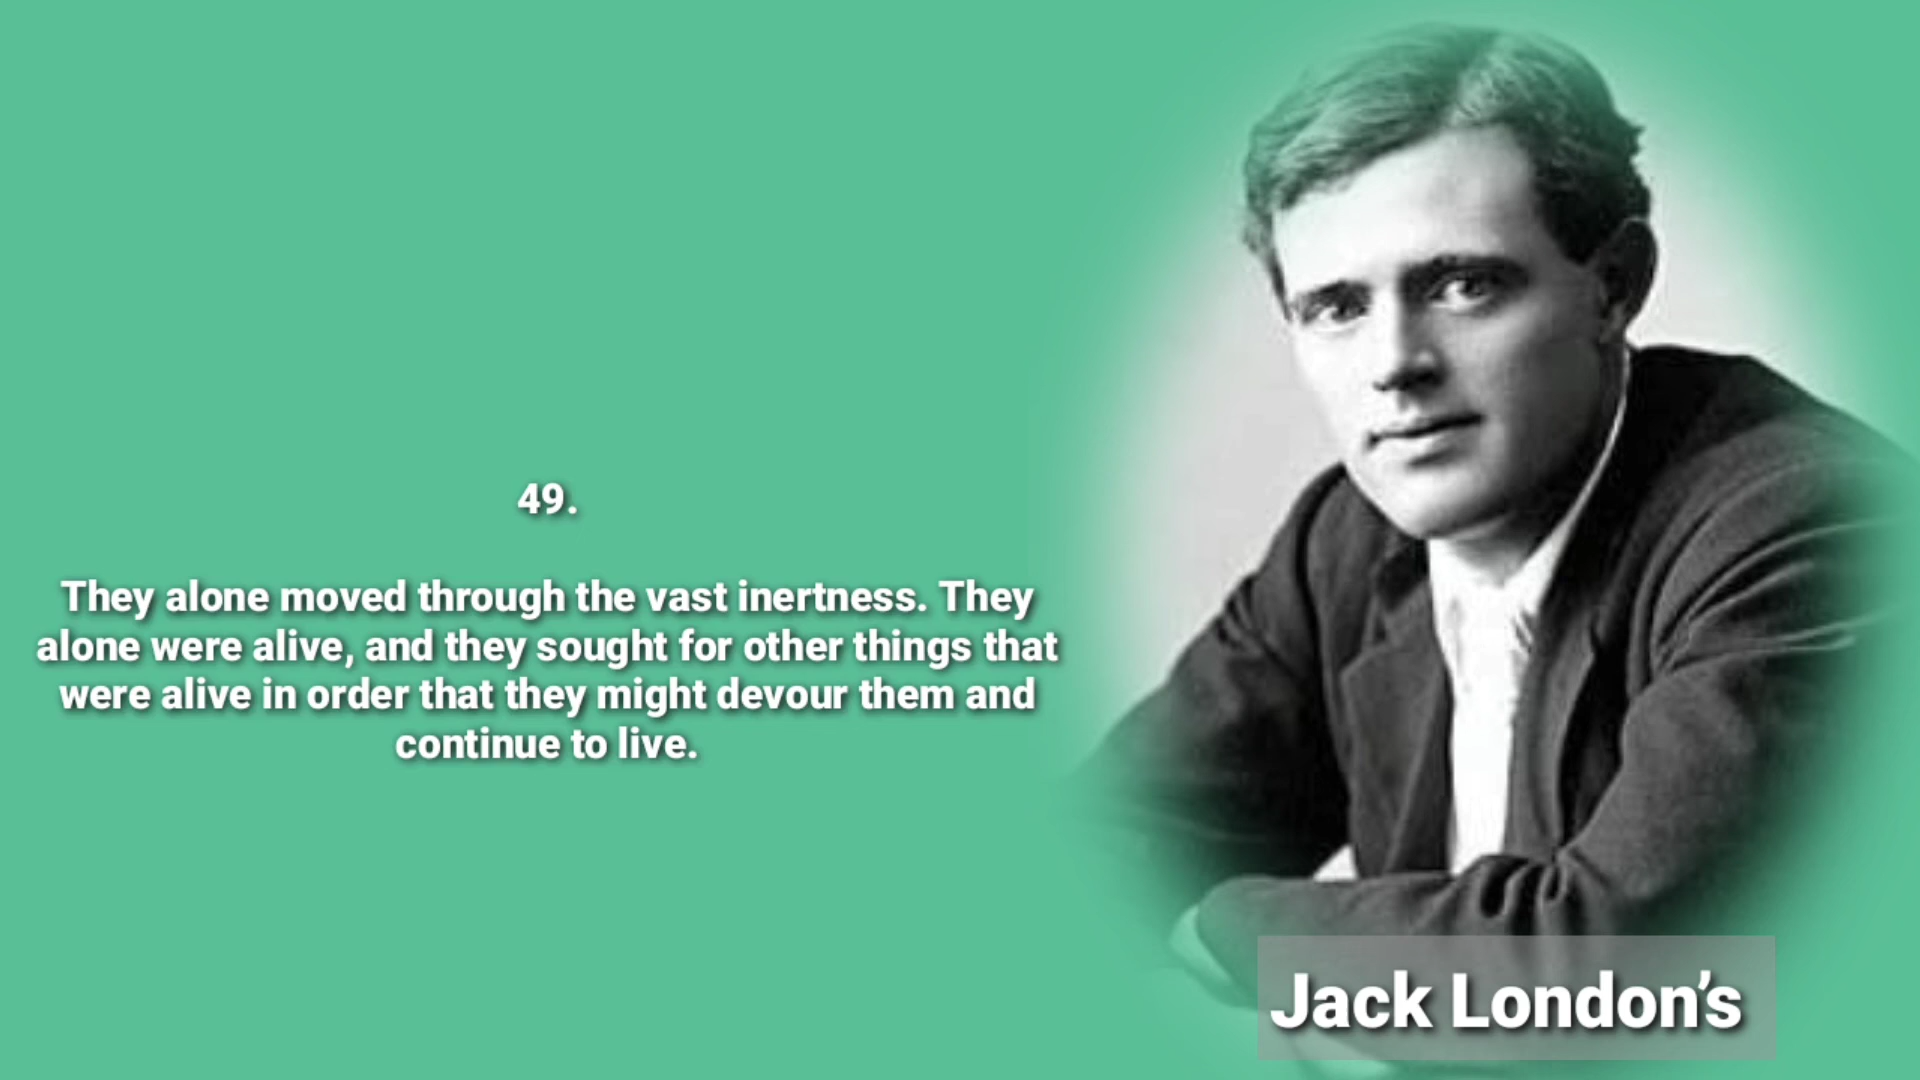 49.
They alone moved through the vast inertness. They
alone were alive, and they sought for other things that
were alive in order that they might devour them and
continue to live.
Jack London’s